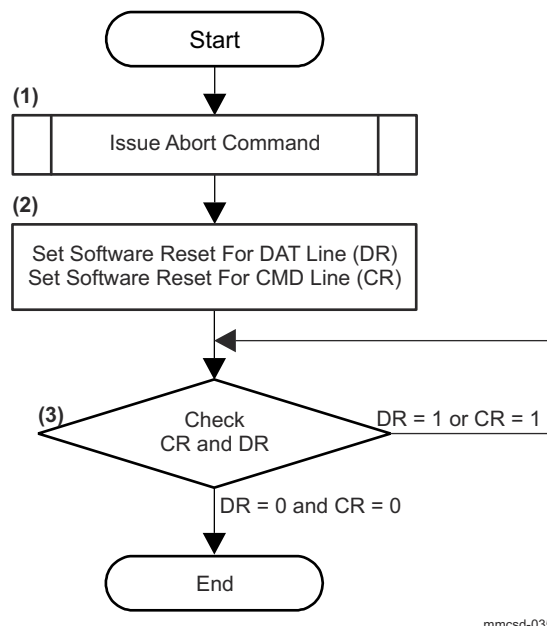 Start
(1)
Issue Abort Command
(2)
Set Software Reset For DAT Line (DR)
Set Software Reset For CMD Line (CR)
(3)
Check
CR and DR
DR = 1 or CR = 1
DR = 0 and CR = 0
End